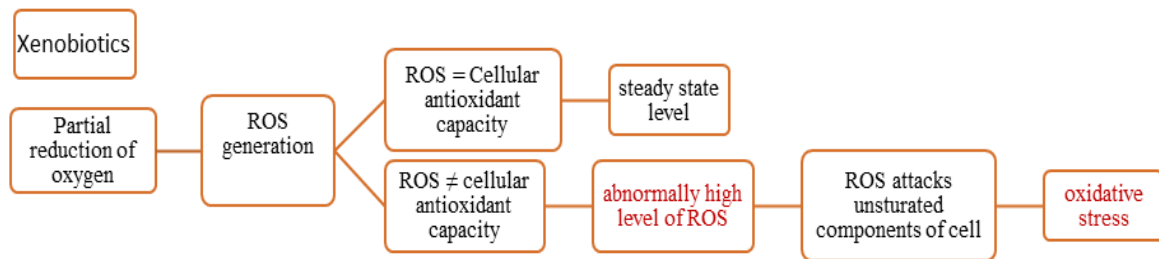 Xenobiotics
Partial
reduction of
oxygen
ROS
generation
ROS = Cellular
antioxidant
capacity
steady state
level
ROS ≠ cellular
antioxidant
capacity
abnormally high
level of ROS
ROS attacks
unsturated
components of cell
oxidative
stress